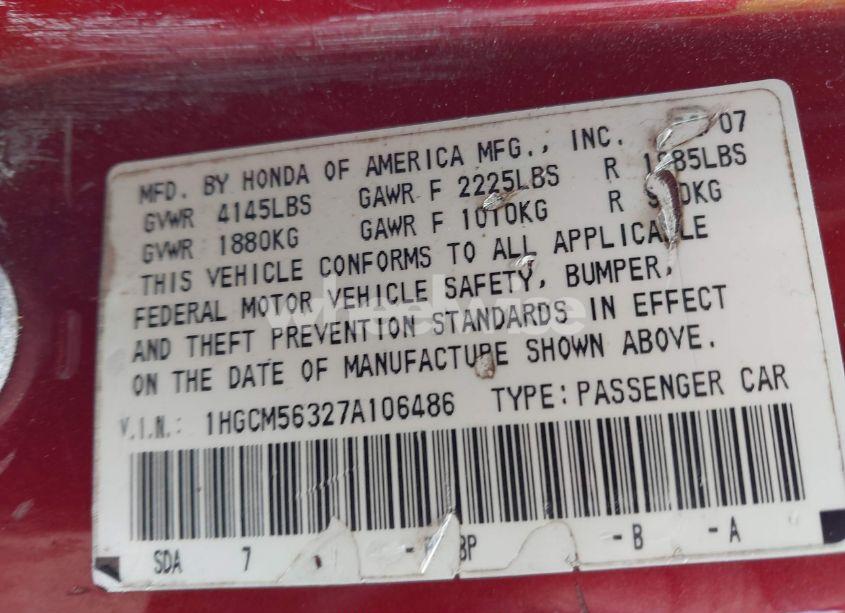 MFD. BY HONDA OF AMERICA MFG., INC. 07
GVWR 4145LBS GAWR F 2225LBS R
GVWR 1880KG GAWR F 1010KG R
THIS VEHICLE CONFORMS TO ALL APPLICABLE
FEDERAL MOTOR VEHICLE SAFETY, BUMPER,
AND THEFT PREVENTION STANDARDS IN EFFECT
ON THE DATE OF MANUFACTURE SHOWN ABOVE.
V.I.N.: 1HGCM56327A106486 TYPE: PASSENGER CAR
SDA 7 -B -A